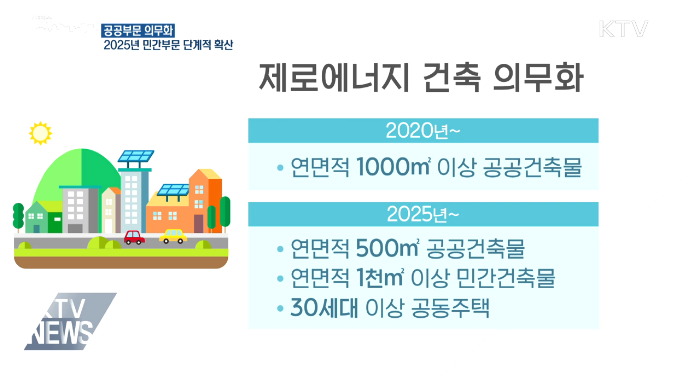 공공부문 의무화
2025년 민간부문 단계적 확산
KTV
제로에너지 건축 의무화
2020년~
• 연면적 1000㎡ 이상 공공건축물
2025년~
• 연면적 500㎡ 공공건축물
• 연면적 1천㎡ 이상 민간건축물
• 30세대 이상 공동주택
KTV
NEWS